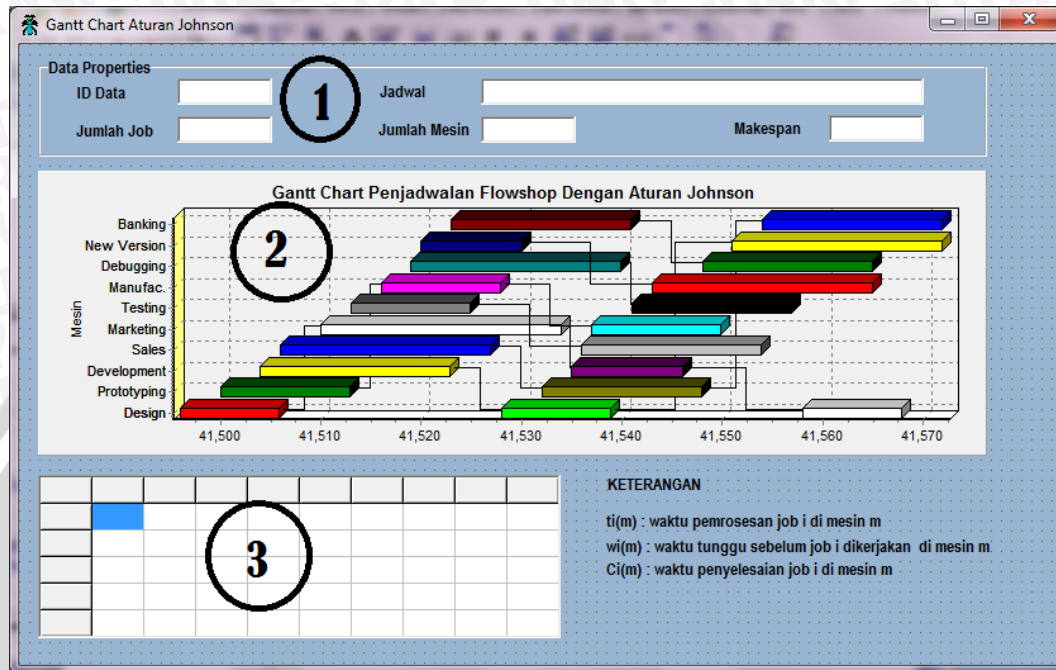 Gantt Chart Aturan Johnson
Data Properties
ID Data
Jadwal
Jumlah Job
Jumlah Mesin
Makespan
1
Gantt Chart Penjadwalan Flowshop Dengan Aturan Johnson
Mesin
Banking
New Version
Debugging
Manufac.
Testing
Marketing
Sales
Development
Prototyping
Design
2
41,500 41,510 41,520 41,530 41,540 41,550 41,560 41,570
3
KETERANGAN
ti(m) : waktu pemrosesan job i di mesin m
wi(m) : waktu tunggu sebelum job i dikerjakan di mesin m
Ci(m) : waktu penyelesaian job i di mesin m